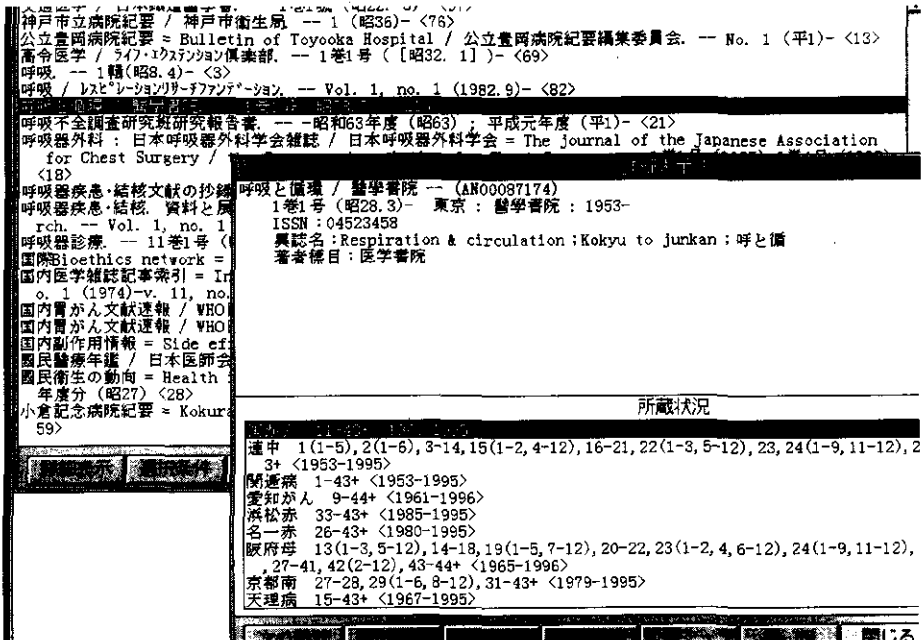 神戸市立病院紀要 / 神戸市衛生局. -- 1 (昭36)- <76>
公立豊岡病院紀要 = Bulletin of Toyooka Hospital / 公立豊岡病院紀要編集委員会. -- No. 1 (平1)- <13>
高令医学 / ライフ・エクステンション倶楽部. -- 1巻1号 ( [昭32. 1] )- <69>
呼吸. -- 1輯(昭8.4)- <3>
呼吸 / レスピレーションリサーチファンデーション. -- Vol. 1, no. 1 (1982.9)- <82>
呼吸不全調査研究班研究報告書. -- -昭和63年度 (昭63) ; 平成元年度 (平1)- <21>
呼吸器外科 : 日本呼吸器外科学会雑誌 / 日本呼吸器外科学会 = The journal of the Japanese Association
for Chest Surgery /
<18>
呼吸器疾患・結核文献の抄録
呼吸器疾患・結核. 資料と展
rch. -- Vol. 1, no. 1
呼吸器診療. -- 11巻1号 (
国際Bioethics network =
国内医学雑誌記事索引 = In
o. 1 (1974)-v. 11, no.
国内胃がん文献速報 / WHO
国内胃がん文献速報 / WHO
国内副作用情報 = Side ef
國民醫療年鑑 / 日本医師会
國民衛生の動向 = Health
年度分 (昭27) <28>
小倉記念病院紀要 = Kokura
59>
詳細表示 選択条件
呼吸と循環 / 醫學書院 -- (AN00087174)
1巻1号 (昭28.3)- 東京 : 醫學書院 : 1953-
ISSN : 04523458
異誌名 : Respiration & circulation ; Kokyu to junkan ; 呼と循
著者標目 : 医学書院
所蔵状況
逓中 1(1-5), 2(1-6), 3-14, 15(1-2, 4-12), 16-21, 22(1-3, 5-12), 23, 24(1-9, 11-12), 2
3+ <1953-1995>
関逓病 1-43+ <1953-1995>
愛知がん 9-44+ <1961-1996>
浜松赤 33-43+ <1985-1995>
名一赤 26-43+ <1980-1995>
阪府母 13(1-3, 5-12), 14-18, 19(1-5, 7-12), 20-22, 23(1-2, 4, 6-12), 24(1-9, 11-12),
, 27-41, 42(2-12), 43-44+ <1965-1996>
京都南 27-28, 29(1-6, 8-12), 31-43+ <1979-1995>
天理病 15-43+ <1967-1995>
閉じる